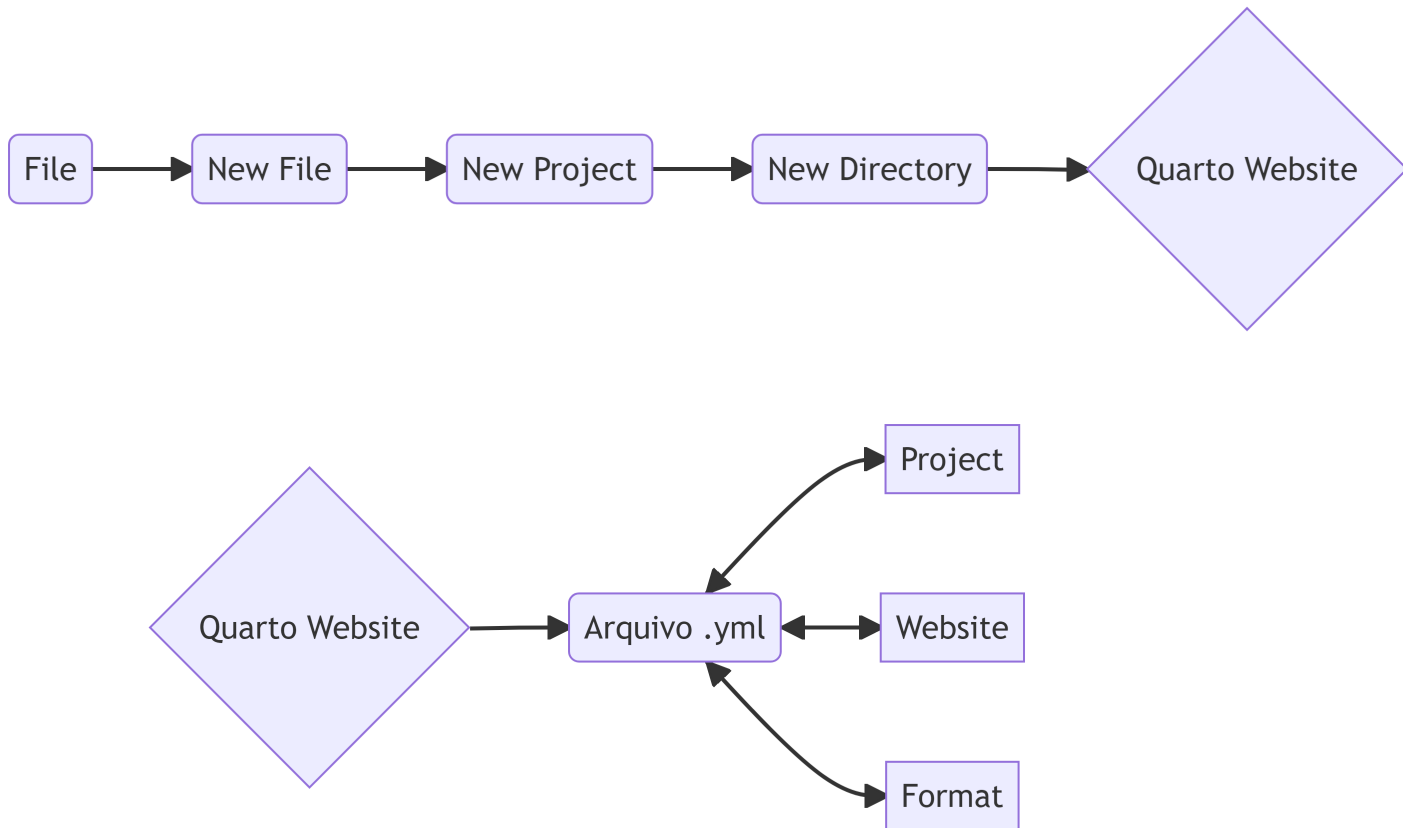 File
New File
New Project
New Directory
Quarto Website
Project
Quarto Website
Arquivo .yml
Website
Format